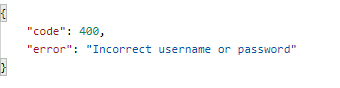 {
"code": 400,
"error": "Incorrect username or password"
}